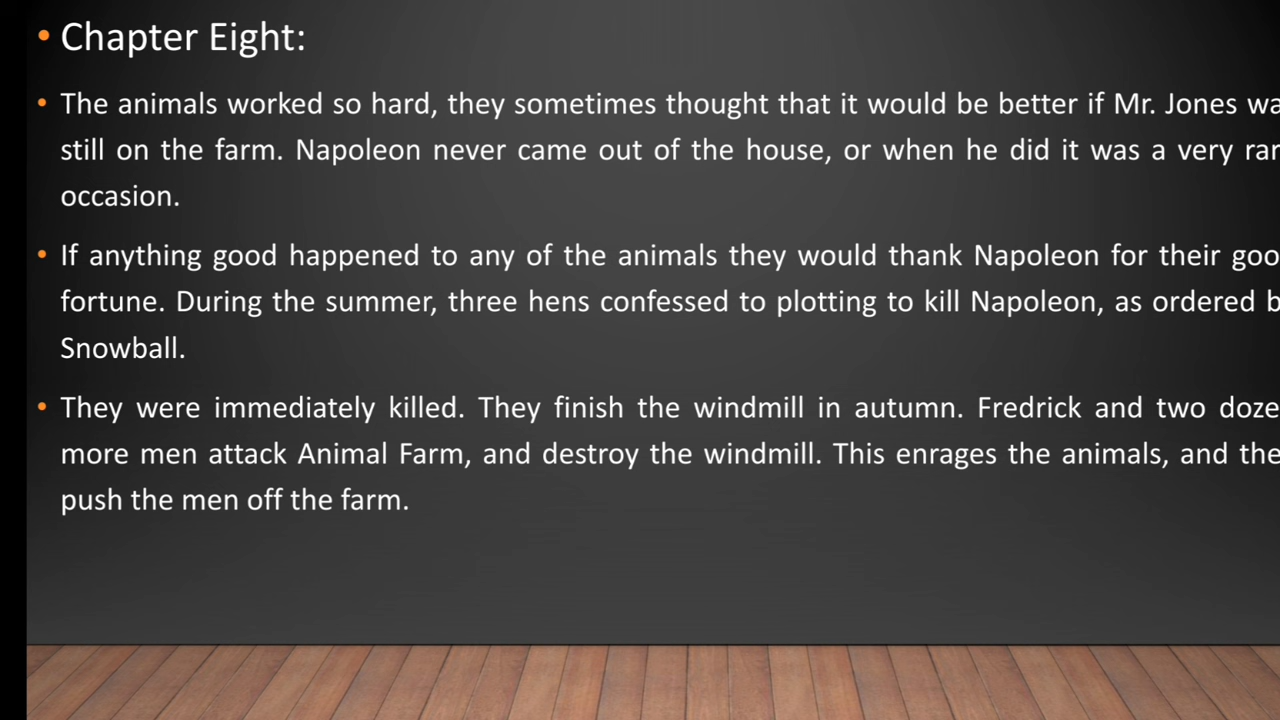 • Chapter Eight:
• The animals worked so hard, they sometimes thought that it would be better if Mr. Jones
still on the farm. Napoleon never came out of the house, or when he did it was a very
occasion.
• If anything good happened to any of the animals they would thank Napoleon for their
fortune. During the summer, three hens confessed to plotting to kill Napoleon, as ordered
Snowball.
• They were immediately killed. They finish the windmill in autumn. Fredrick and two
more men attack Animal Farm, and destroy the windmill. This enrages the animals, and
push the men off the farm.